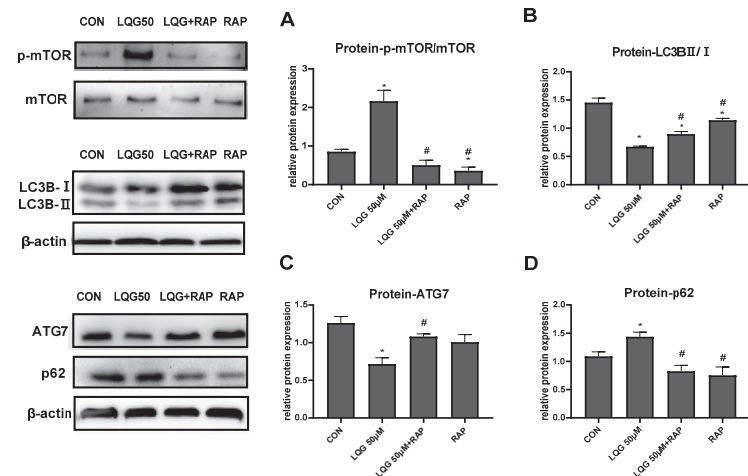 CON LQG50 LQG+RAP RAP
p-mTOR
mTOR
CON LQG50 LQG+RAP RAP
LC3B-Ⅰ
LC3B-Ⅱ
β-actin
CON LQG50 LQG+RAP RAP
ATG7
p62
β-actin
A
Protein-p-mTOR/mTOR
relative protein expression
3
2
1
0
CON
LQG 50μM
LQG 50μM+RAP
RAP
*
#
#
*
B
Protein-LC3BⅡ/Ⅰ
relative protein expression
2.0
1.5
1.0
0.5
0.0
CON
LQG 50μM
LQG 50μM+RAP
RAP
*
#
*
#
*
C
Protein-ATG7
relative protein expression
1.5
1.0
0.5
0.0
CON
LQG 50μM
LQG 50μM+RAP
RAP
*
#
D
Protein-p62
relative protein expression
2.0
1.5
1.0
0.5
0.0
CON
LQG 50μM
LQG 50μM+RAP
RAP
*
#
#